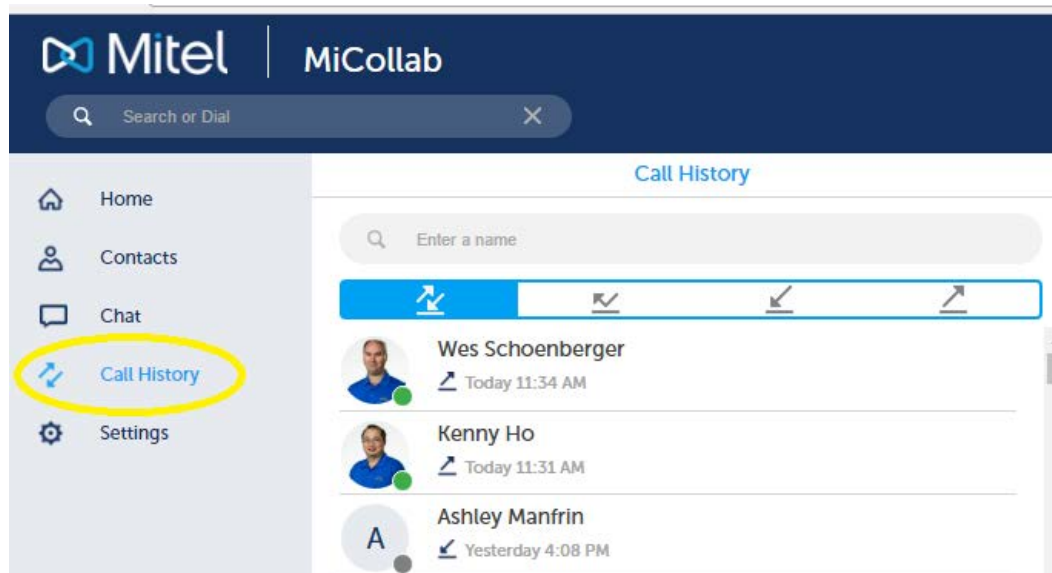 Mitel MiCollab
Search or Dial
Home
Contacts
Chat
Call History
Settings
Call History
Enter a name
Wes Schoenberger
Today 11:34 AM
Kenny Ho
Today 11:31 AM
A
Ashley Manfrin
Yesterday 4:08 PM